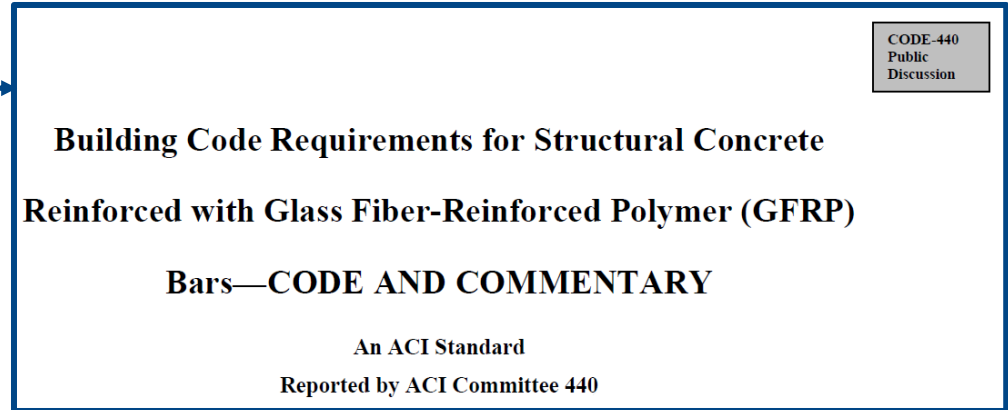 CODE-440
Public
Discussion
Building Code Requirements for Structural Concrete
Reinforced with Glass Fiber-Reinforced Polymer (GFRP)
Bars—CODE AND COMMENTARY
An ACI Standard
Reported by ACI Committee 440